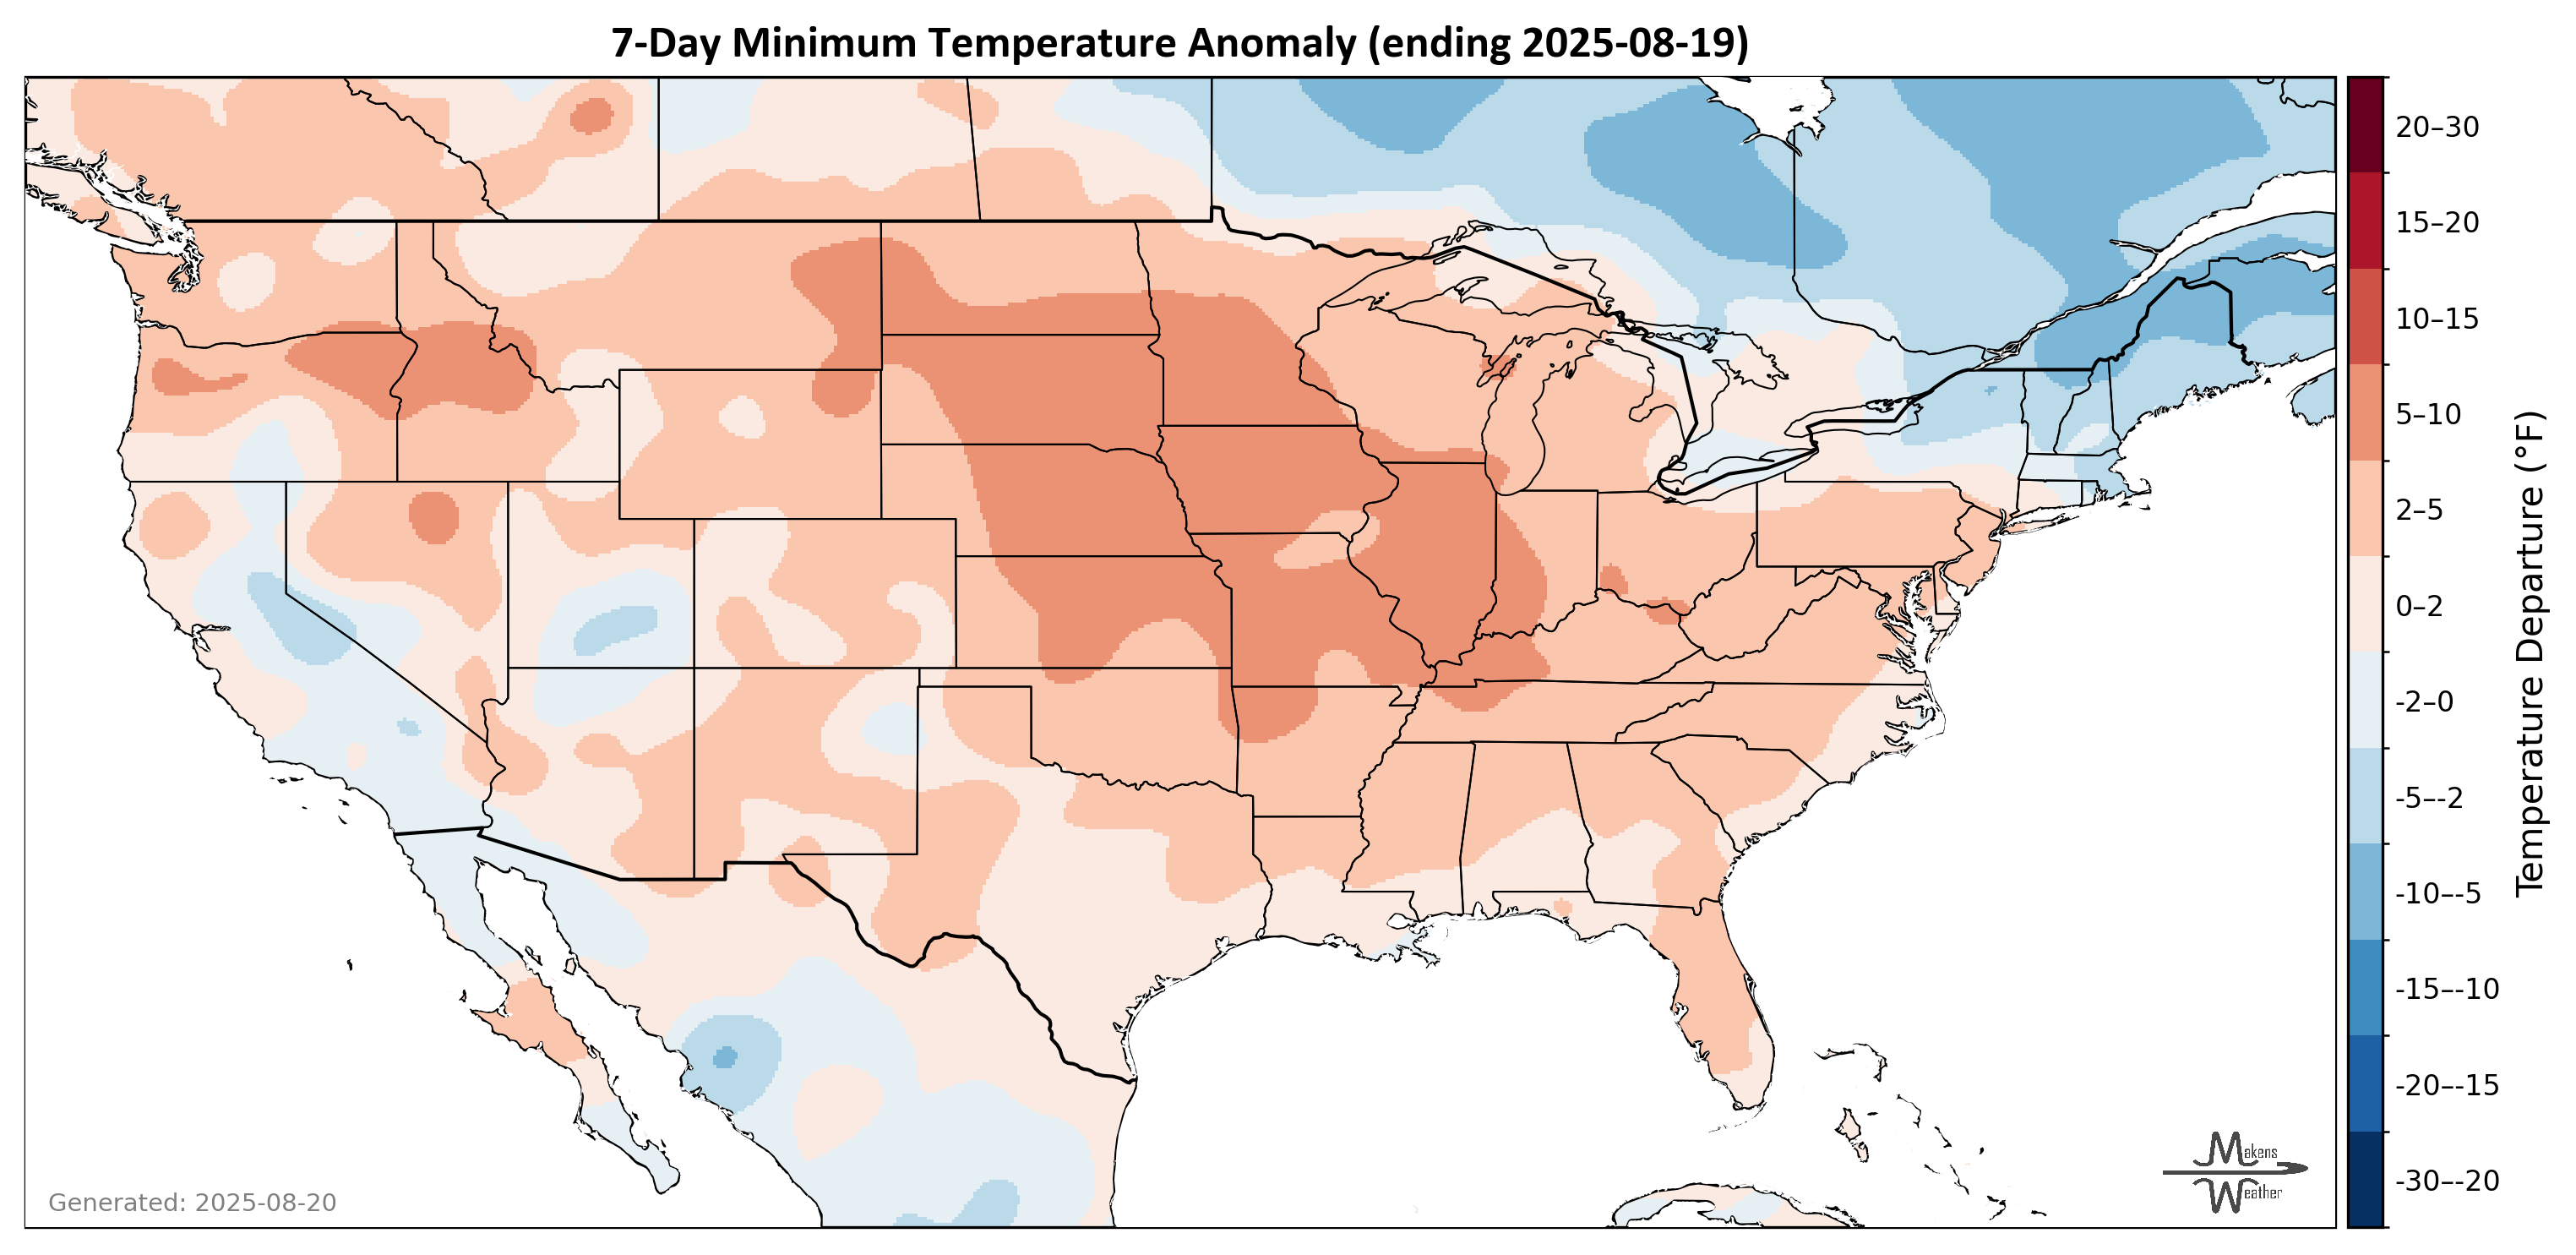 7-Day Minimum Temperature Anomaly (ending 2025-08-19)
20–30
15–20
10–15
5–10
2–5
0–2
-2–0
-5–-2
-10–-5
-15–-10
-20–-15
-30–-20
Temperature Departure (°F)
Makens
Weather
Generated: 2025-08-20